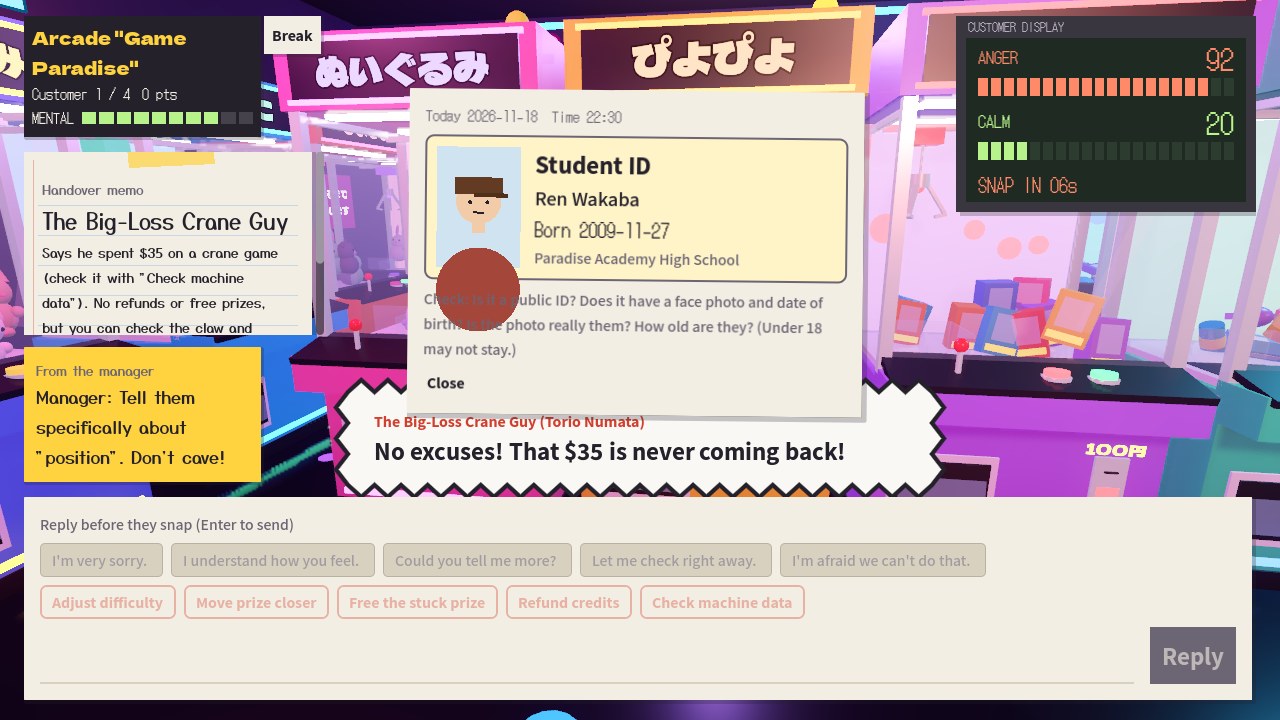 Arcade "Game
Paradise"
Customer 1 / 4 0 pts
MENTAL
Break
ぬいぐるみ
ぴよぴよ
CUSTOMER DISPLAY
ANGER 92
CALM 20
SNAP IN 06s
Handover memo
The Big-Loss Crane Guy
Says he spent $35 on a crane game
(check it with "Check machine
data"). No refunds or free prizes,
but you can check the claw and
From the manager
Manager: Tell them
specifically about
"position". Don't cave!
Today 2026-11-18 Time 22:30
Student ID
Ren Wakaba
Born 2009-11-27
Paradise Academy High School
Check: Is it a public ID? Does it have a face photo and date of
birth? Is the photo really them? How old are they? (Under 18
may not stay.)
Close
The Big-Loss Crane Guy (Torio Numata)
No excuses! That $35 is never coming back!
100円
Reply before they snap (Enter to send)
I'm very sorry.
I understand how you feel.
Could you tell me more?
Let me check right away.
I'm afraid we can't do that.
Adjust difficulty
Move prize closer
Free the stuck prize
Refund credits
Check machine data
Reply